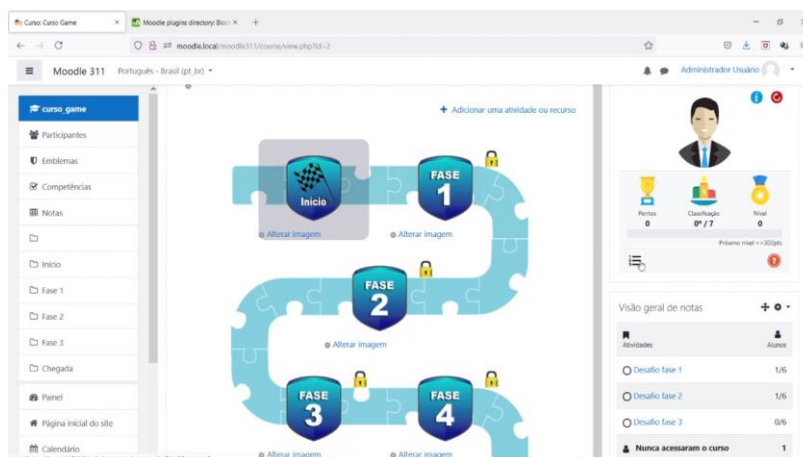 Curso: Curso Game
Moodle plugins directory: Bloc
moodle.local/moodle311/course/view.php?id=2
Moodle 311
Português - Brasil (pt_br)
Administrador Usuário
curso_game
Participantes
Emblemas
Competências
Notas
Início
Fase 1
Fase 2
Fase 3
Chegada
Painel
Página inicial do site
Calendário
Adicionar uma atividade ou recurso
Início
FASE
1
Alterar imagem
Alterar imagem
FASE
2
Alterar imagem
FASE
3
FASE
4
Alterar imagem
Alterar imagem
Pontos
0
Classificação
0º / 7
Nível
0
Próximo nível =>300pts
Visão geral de notas
Atividades
Alunos
Desafio fase 1
1/6
Desafio fase 2
1/6
Desafio fase 3
0/6
Nunca acessaram o curso
1